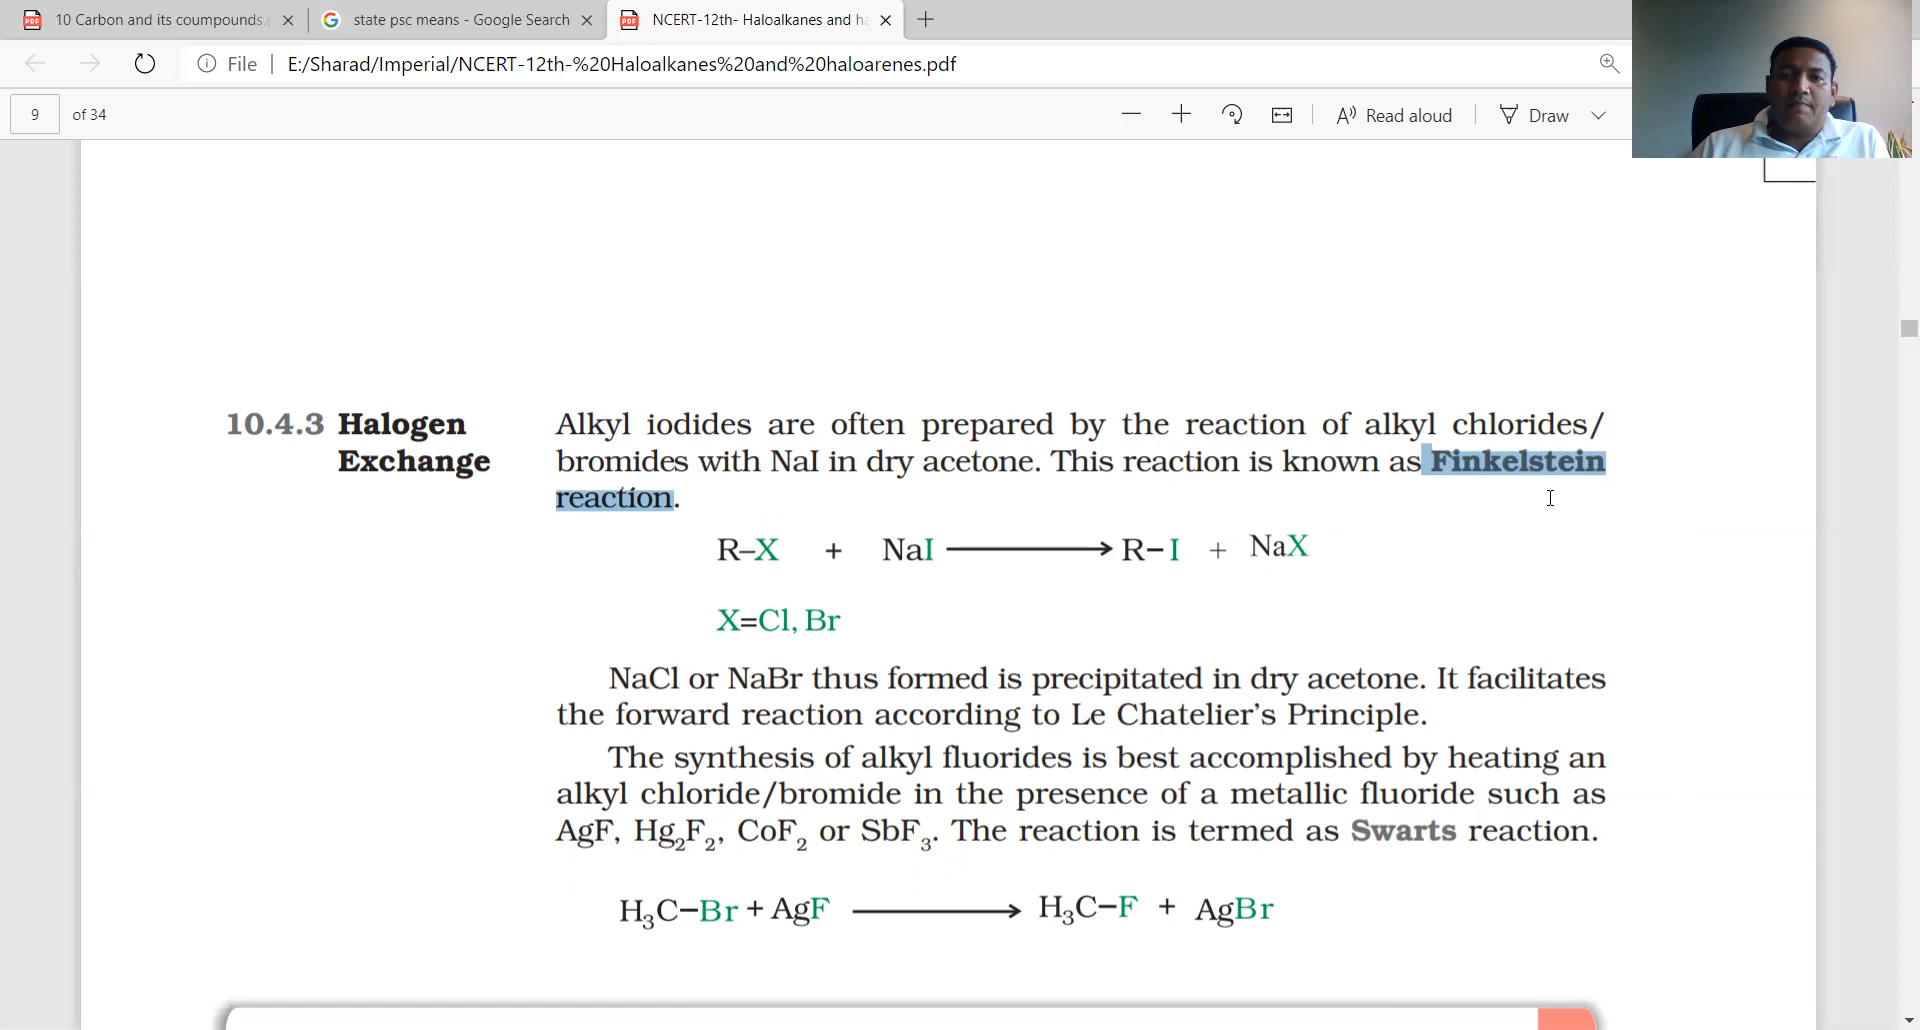 10 Carbon and its coumpounds.
state psc means - Google Search
NCERT-12th- Haloalkanes and ha
File
E:/Sharad/Imperial/NCERT-12th-%20Haloalkanes%20and%20haloarenes.pdf
9 of 34
Read aloud
Draw
10.4.3 Halogen
Exchange
Alkyl iodides are often prepared by the reaction of alkyl chlorides/
bromides with NaI in dry acetone. This reaction is known as Finkelstein
reaction.
R–X + NaI ⟶ R–I + NaX
X=Cl, Br
NaCl or NaBr thus formed is precipitated in dry acetone. It facilitates
the forward reaction according to Le Chatelier’s Principle.
The synthesis of alkyl fluorides is best accomplished by heating an
alkyl chloride/bromide in the presence of a metallic fluoride such as
AgF, Hg₂F₂, CoF₂ or SbF₃. The reaction is termed as Swarts reaction.
H₃C–Br + AgF ⟶ H₃C–F + AgBr